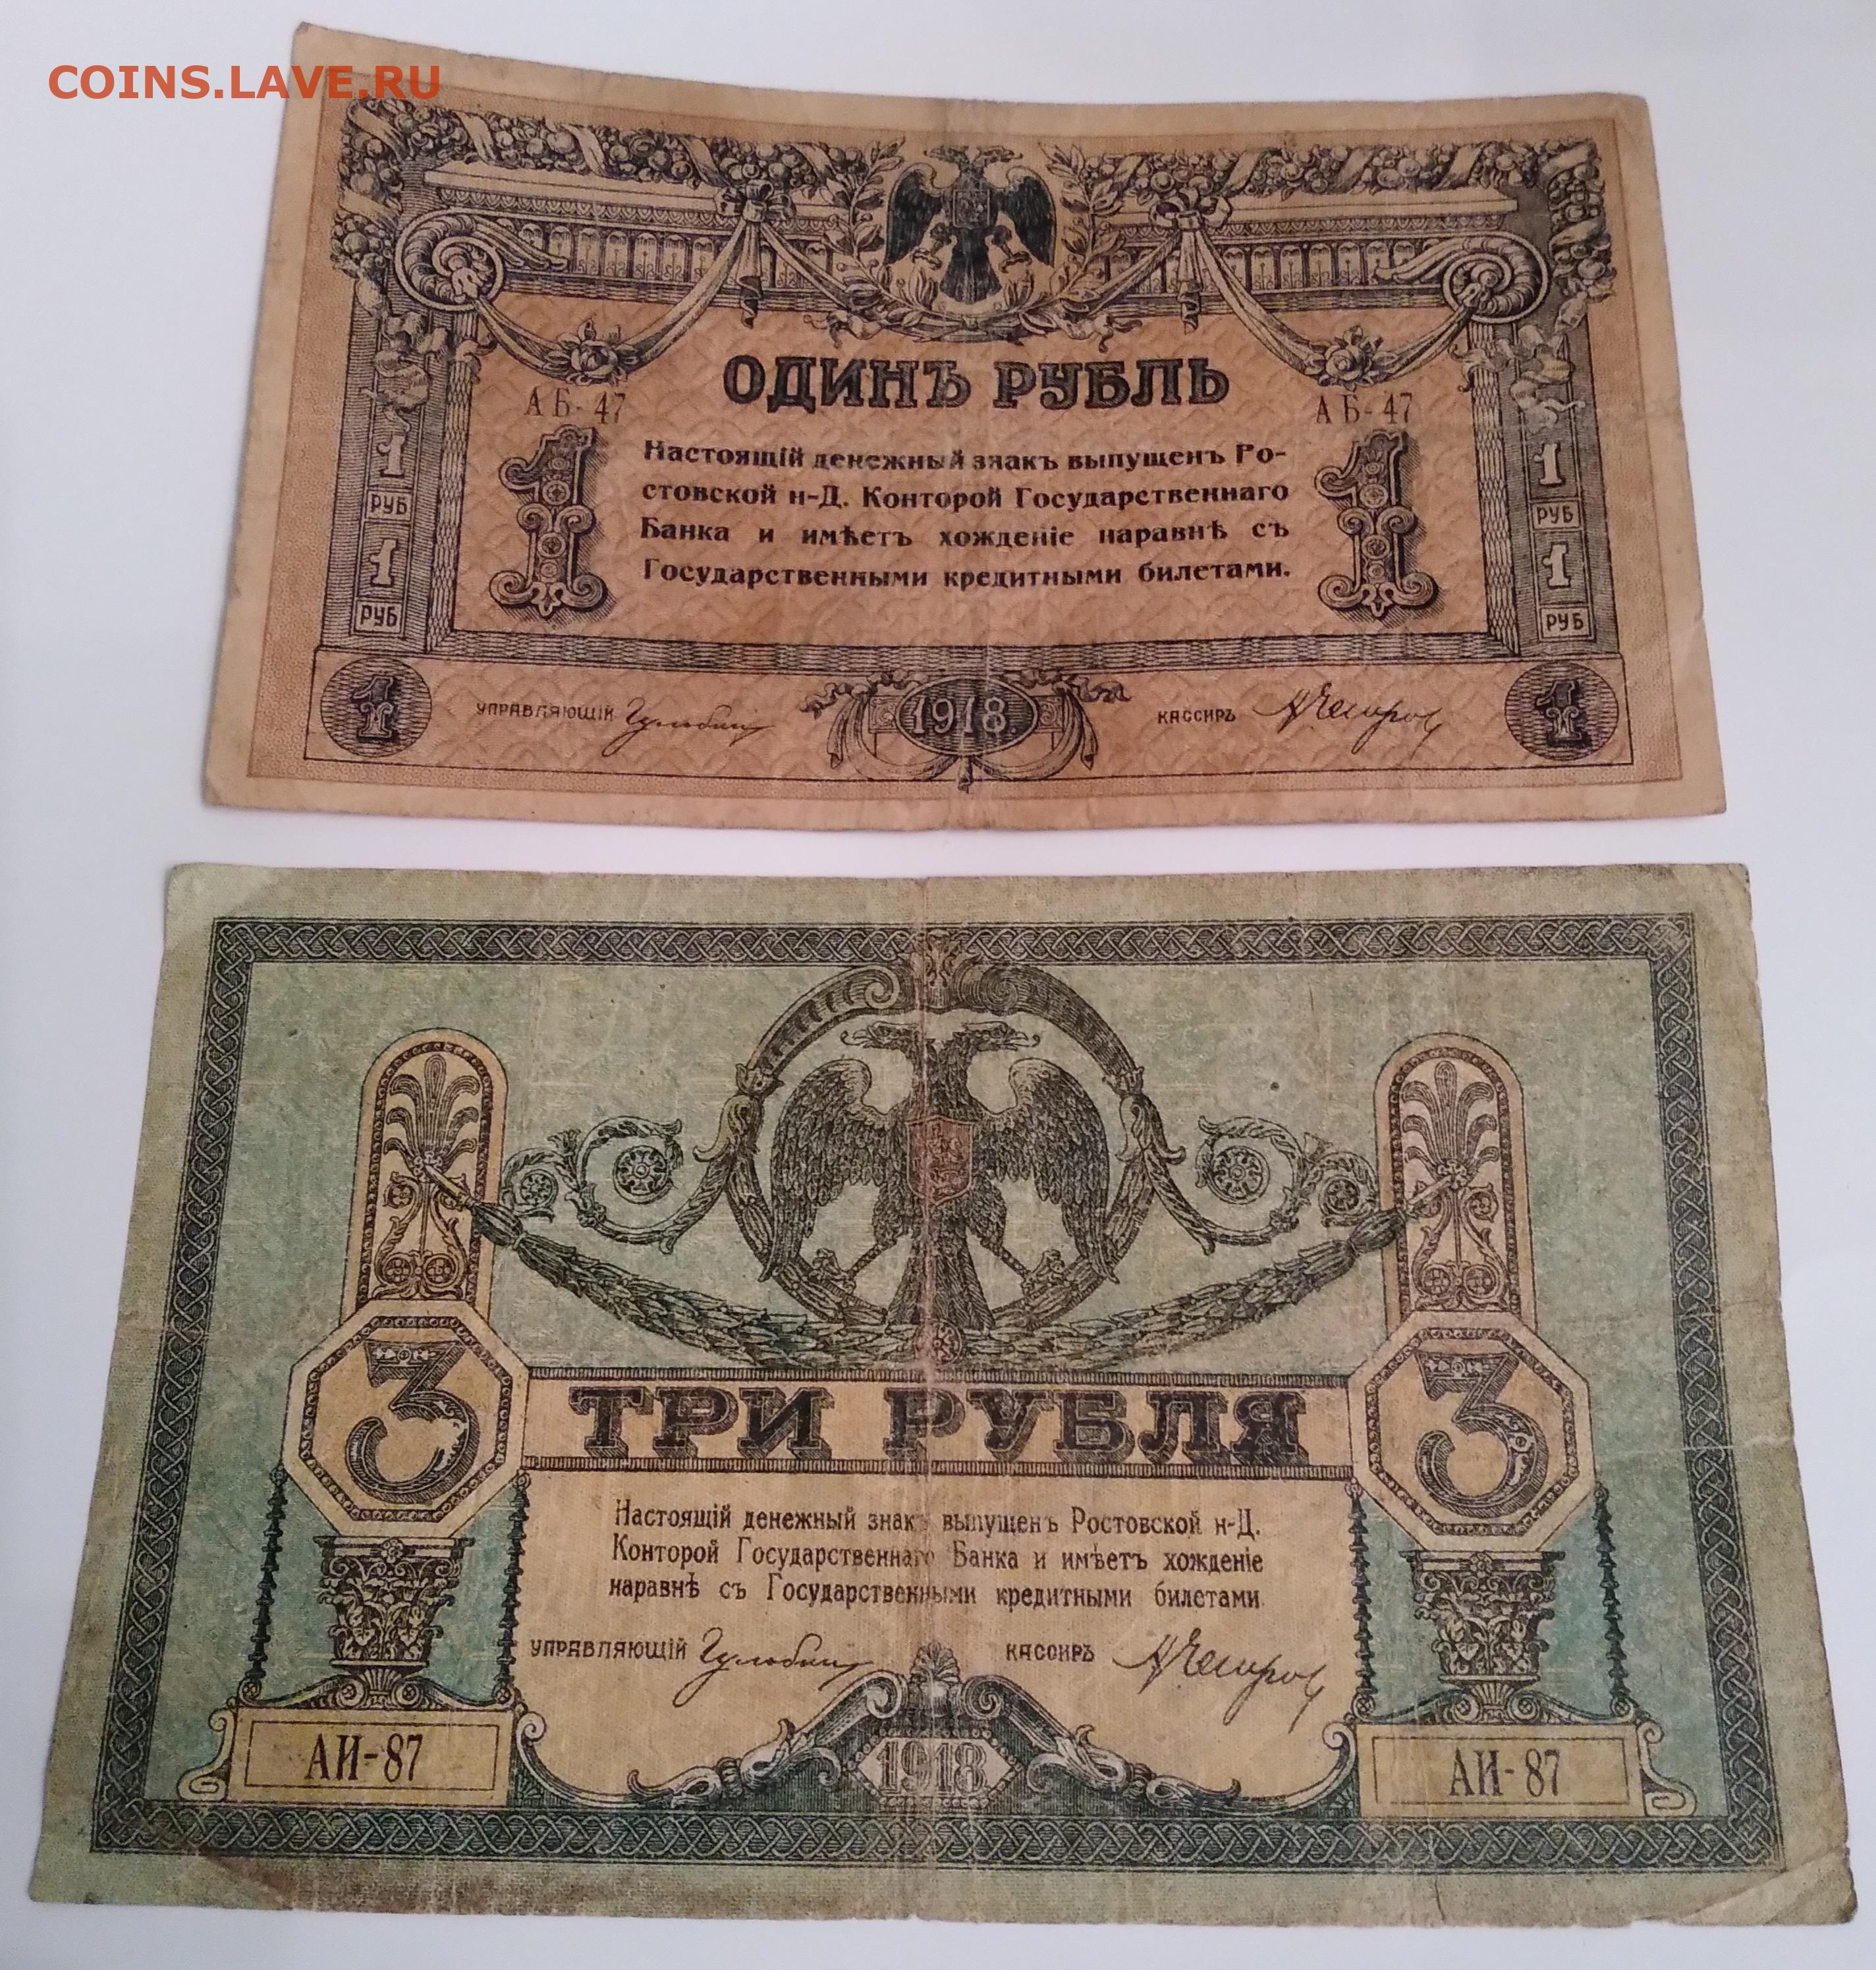 COINS.LAVE.RU
ОДИНЪ РУБЛЬ
АБ-47 АБ-47
1 1
Настоящій денежный знакъ выпущенъ Ро-
стовской н-Д. Конторой Государственнаго
Банка и имѣетъ хожденіе наравнѣ съ
Государственными кредитными билетами.
1 1
РУБ РУБ
1 1
РУБ РУБ
1 УПРАВЛЯЮЩІЙ 1918 КАССИРЪ 1
3 ТРИ РУБЛЯ 3
Настоящій денежный знакъ выпущенъ Ростовской н-Д.
Конторой Государственнаго Банка и имѣетъ хожденіе
наравнѣ съ Государственными кредитными билетами
УПРАВЛЯЮЩІЙ КАССИРЪ
АИ-87 1918 АИ-87